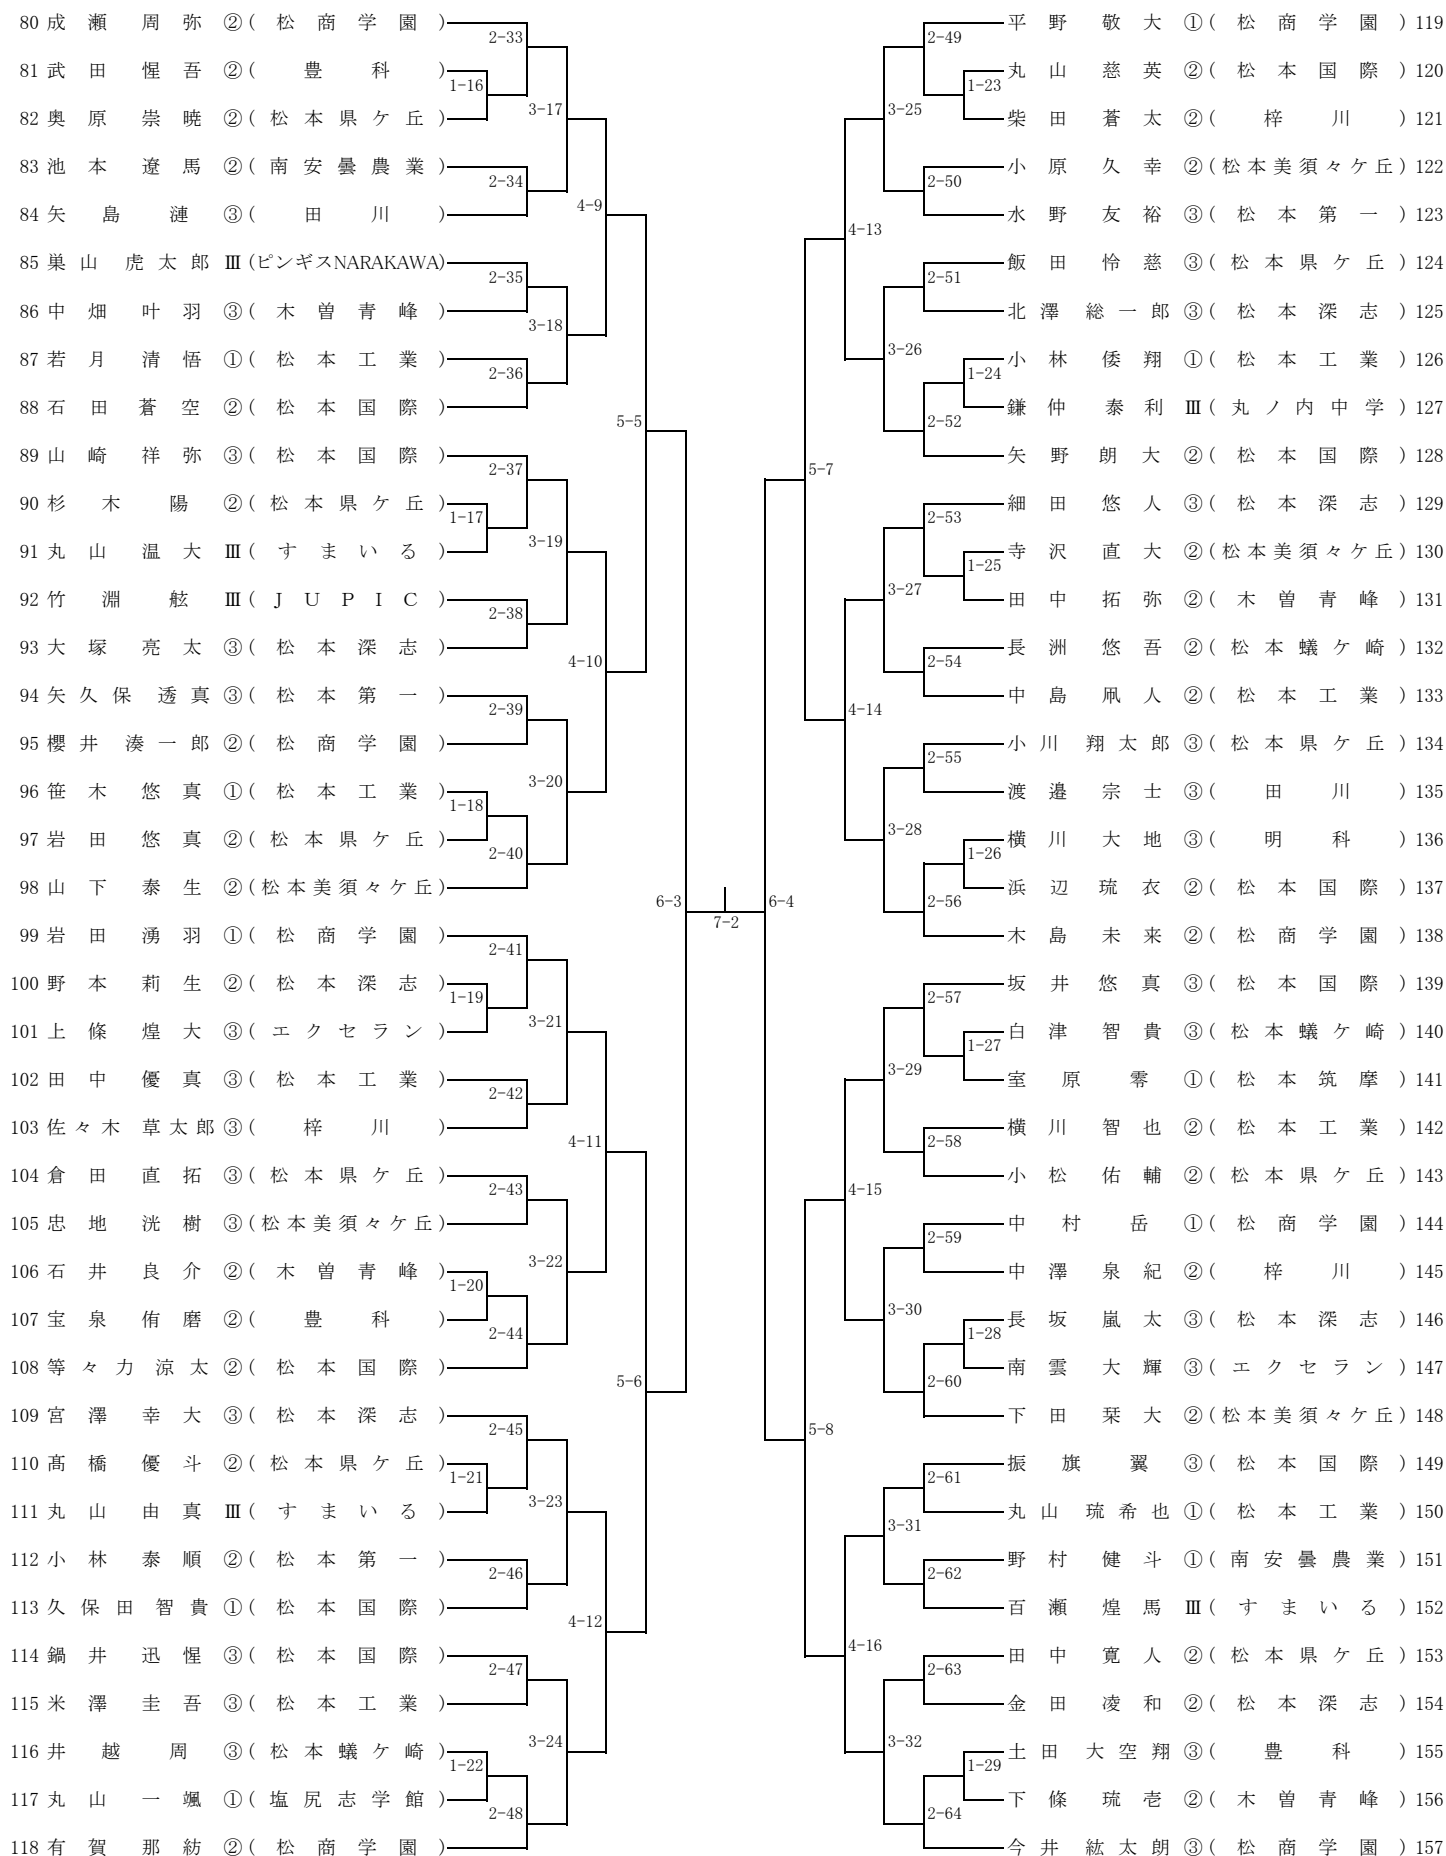 80 成瀬 周弥 ②(松商学園)
81 武田 惺吾 ②(豊科)
82 奥原 崇暁 ②(松本県ケ丘)
83 池本 遼馬 ②(南安曇農業)
84 矢島 漣 ③(田川)
85 巣山 虎太郎 Ⅲ(ピンギスNARAKAWA)
86 中畑 叶羽 ③(木曽青峰)
87 若月 清悟 ①(松本工業)
88 石田 蒼空 ②(松本国際)
89 山崎 祥弥 ③(松本国際)
90 杉木 陽 ②(松本県ケ丘)
91 丸山 温大 Ⅲ(すまいる)
92 竹淵 舷 Ⅲ(JUPIC)
93 大塚 亮太 ③(松本深志)
94 矢久保 透真 ③(松本第一)
95 櫻井 湊一郎 ②(松商学園)
96 笹木 悠真 ①(松本工業)
97 岩田 悠真 ②(松本県ケ丘)
98 山下 泰生 ②(松本美須々ケ丘)
99 岩田 湧羽 ①(松商学園)
100 野本 莉生 ②(松本深志)
101 上條 煌大 ③(エクセラン)
102 田中 優真 ③(松本工業)
103 佐々木 草太郎 ③(梓川)
104 倉田 直拓 ③(松本県ケ丘)
105 忠地 洸樹 ③(松本美須々ケ丘)
106 石井 良介 ②(木曽青峰)
107 宝泉 侑磨 ②(豊科)
108 等々力 涼太 ②(松本国際)
109 宮澤 幸大 ③(松本深志)
110 髙橋 優斗 ②(松本県ケ丘)
111 丸山 由真 Ⅲ(すまいる)
112 小林 泰順 ②(松本第一)
113 久保田 智貴 ①(松本国際)
114 鍋井 迅惺 ③(松本国際)
115 米澤 圭吾 ③(松本工業)
116 井越 周 ③(松本蟻ケ崎)
117 丸山 一颯 ①(塩尻志学館)
118 有賀 那紡 ②(松商学園)
2-33
1-16
3-17
2-34
4-9
2-35
3-18
2-36
5-5
2-37
1-17
3-19
2-38
4-10
2-39
3-20
1-18
2-40
6-3
7-2
2-41
1-19
3-21
2-42
4-11
2-43
3-22
1-20
2-44
5-6
2-45
1-21
3-23
2-46
4-12
2-47
3-24
1-22
2-48
2-49
1-23
3-25
2-50
4-13
2-51
3-26
1-24
2-52
5-7
2-53
1-25
3-27
2-54
4-14
2-55
3-28
1-26
2-56
6-4
2-57
1-27
3-29
2-58
4-15
2-59
3-30
1-28
2-60
5-8
2-61
3-31
2-62
4-16
2-63
3-32
1-29
2-64
平野 敬大 ①(松商学園)119
丸山 慈英 ②(松本国際)120
柴田 蒼太 ②(梓川)121
小原 久幸 ②(松本美須々ケ丘)122
水野 友裕 ③(松本第一)123
飯田 怜慈 ③(松本県ケ丘)124
北澤 総一郎 ③(松本深志)125
小林 倭翔 ①(松本工業)126
鎌仲 泰利 Ⅲ(丸ノ内中学)127
矢野 朗大 ②(松本国際)128
細田 悠人 ③(松本深志)129
寺沢 直大 ②(松本美須々ケ丘)130
田中 拓弥 ②(木曽青峰)131
長洲 悠吾 ②(松本蟻ケ崎)132
中島 凧人 ②(松本工業)133
小川 翔太郎 ③(松本県ケ丘)134
渡邉 宗士 ③(田川)135
横川 大地 ③(明科)136
浜辺 琉衣 ②(松本国際)137
木島 未来 ②(松商学園)138
坂井 悠真 ③(松本国際)139
白津 智貴 ③(松本蟻ケ崎)140
室原 零 ①(松本筑摩)141
横川 智也 ②(松本工業)142
小松 佑輔 ②(松本県ケ丘)143
中村 岳 ①(松商学園)144
中澤 泉紀 ②(梓川)145
長坂 嵐太 ③(松本深志)146
南雲 大輝 ③(エクセラン)147
下田 栞大 ②(松本美須々ケ丘)148
振旗 翼 ③(松本国際)149
丸山 琉希也 ①(松本工業)150
野村 健斗 ①(南安曇農業)151
百瀬 煌馬 Ⅲ(すまいる)152
田中 寛人 ②(松本県ケ丘)153
金田 凌和 ②(松本深志)154
土田 大空翔 ③(豊科)155
下條 琉壱 ②(木曽青峰)156
今井 紘太朗 ③(松商学園)157